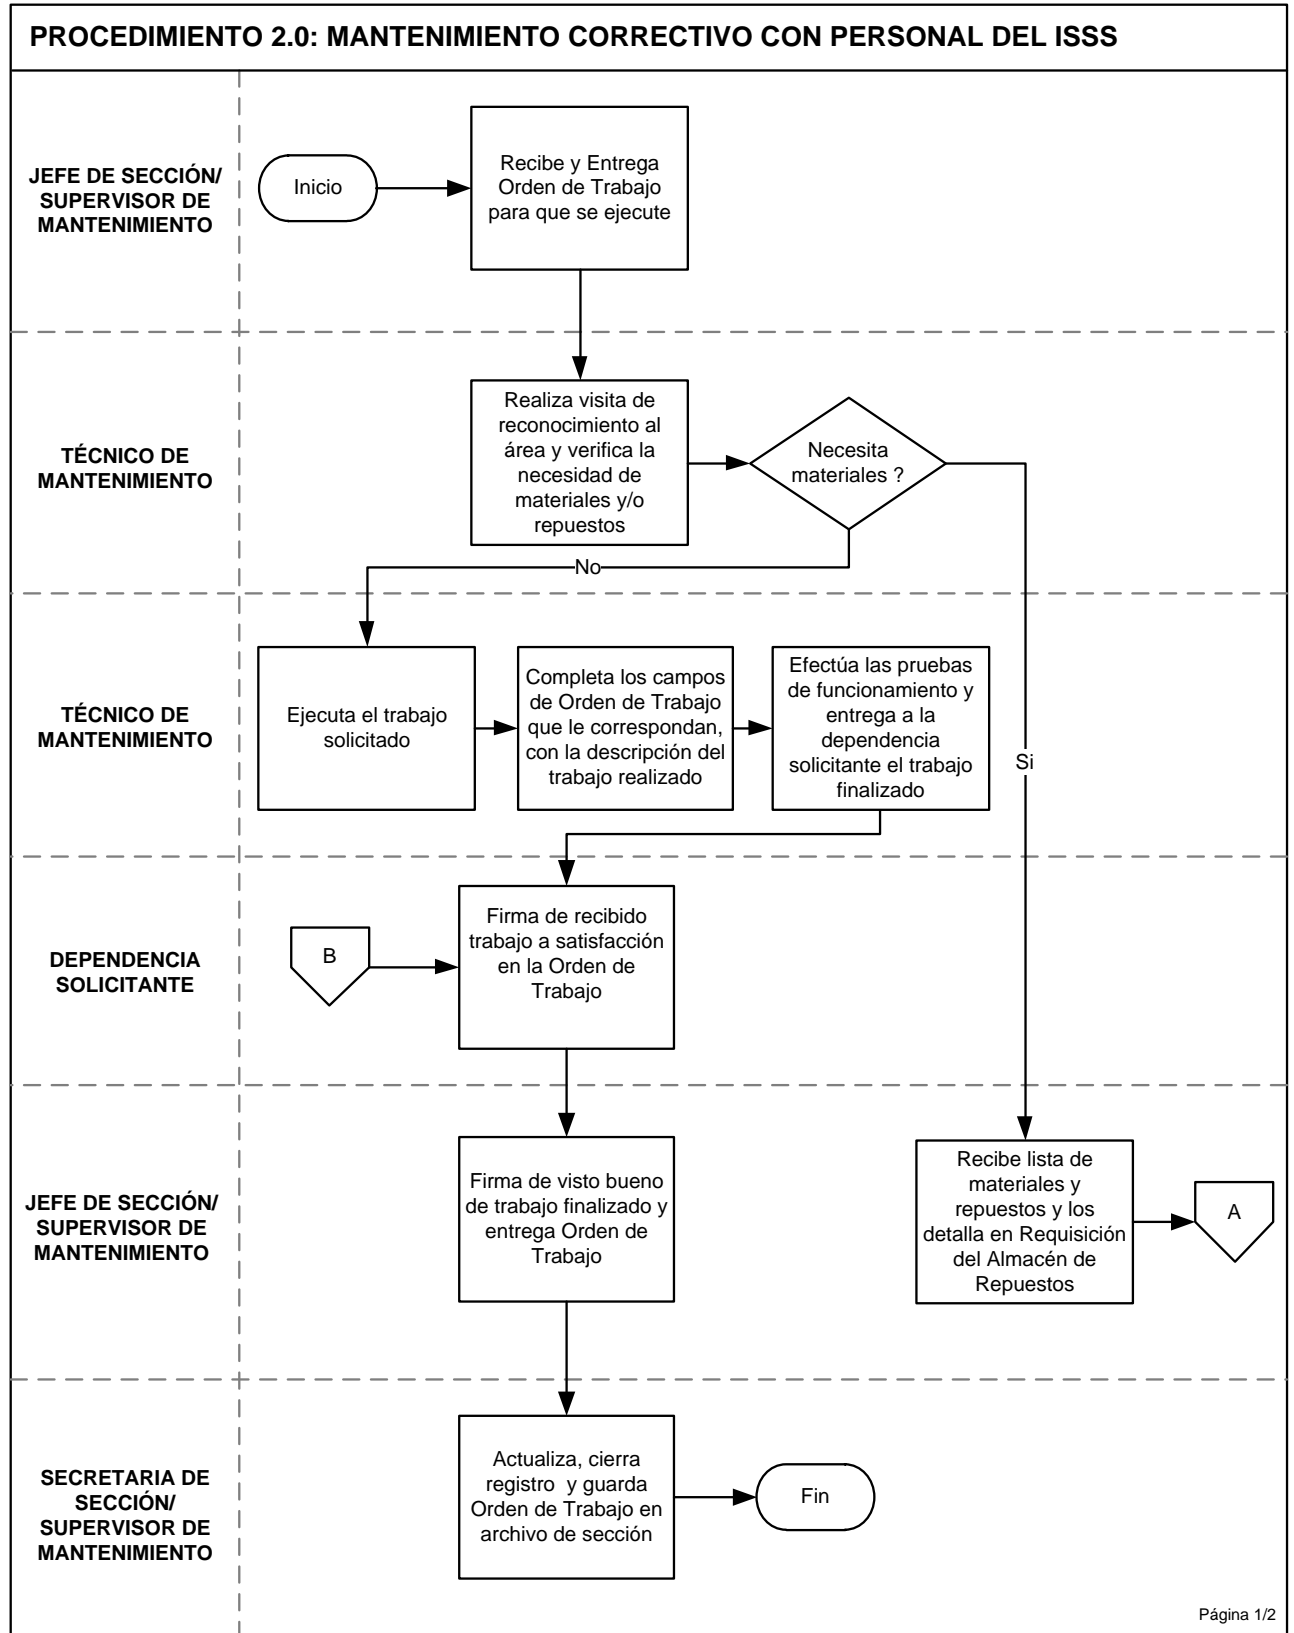 PROCEDIMIENTO 2.0: MANTENIMIENTO CORRECTIVO CON PERSONAL DEL ISSS
JEFE DE SECCIÓN/
SUPERVISOR DE
MANTENIMIENTO
Inicio
Recibe y Entrega
Orden de Trabajo
para que se ejecute
TÉCNICO DE
MANTENIMIENTO
Realiza visita de
reconocimiento al
área y verifica la
necesidad de
materiales y/o
repuestos
Necesita
materiales ?
No
TÉCNICO DE
MANTENIMIENTO
Ejecuta el trabajo
solicitado
Completa los campos
de Orden de Trabajo
que le correspondan,
con la descripción del
trabajo realizado
Efectúa las pruebas
de funcionamiento y
entrega a la
dependencia
solicitante el trabajo
finalizado
Si
DEPENDENCIA
SOLICITANTE
B
Firma de recibido
trabajo a satisfacción
en la Orden de
Trabajo
JEFE DE SECCIÓN/
SUPERVISOR DE
MANTENIMIENTO
Firma de visto bueno
de trabajo finalizado y
entrega Orden de
Trabajo
Recibe lista de
materiales y
repuestos y los
detalla en Requisición
del Almacén de
Repuestos
A
SECRETARIA DE
SECCIÓN/
SUPERVISOR DE
MANTENIMIENTO
Actualiza, cierra
registro  y guarda
Orden de Trabajo en
archivo de sección
Fin
Página 1/2